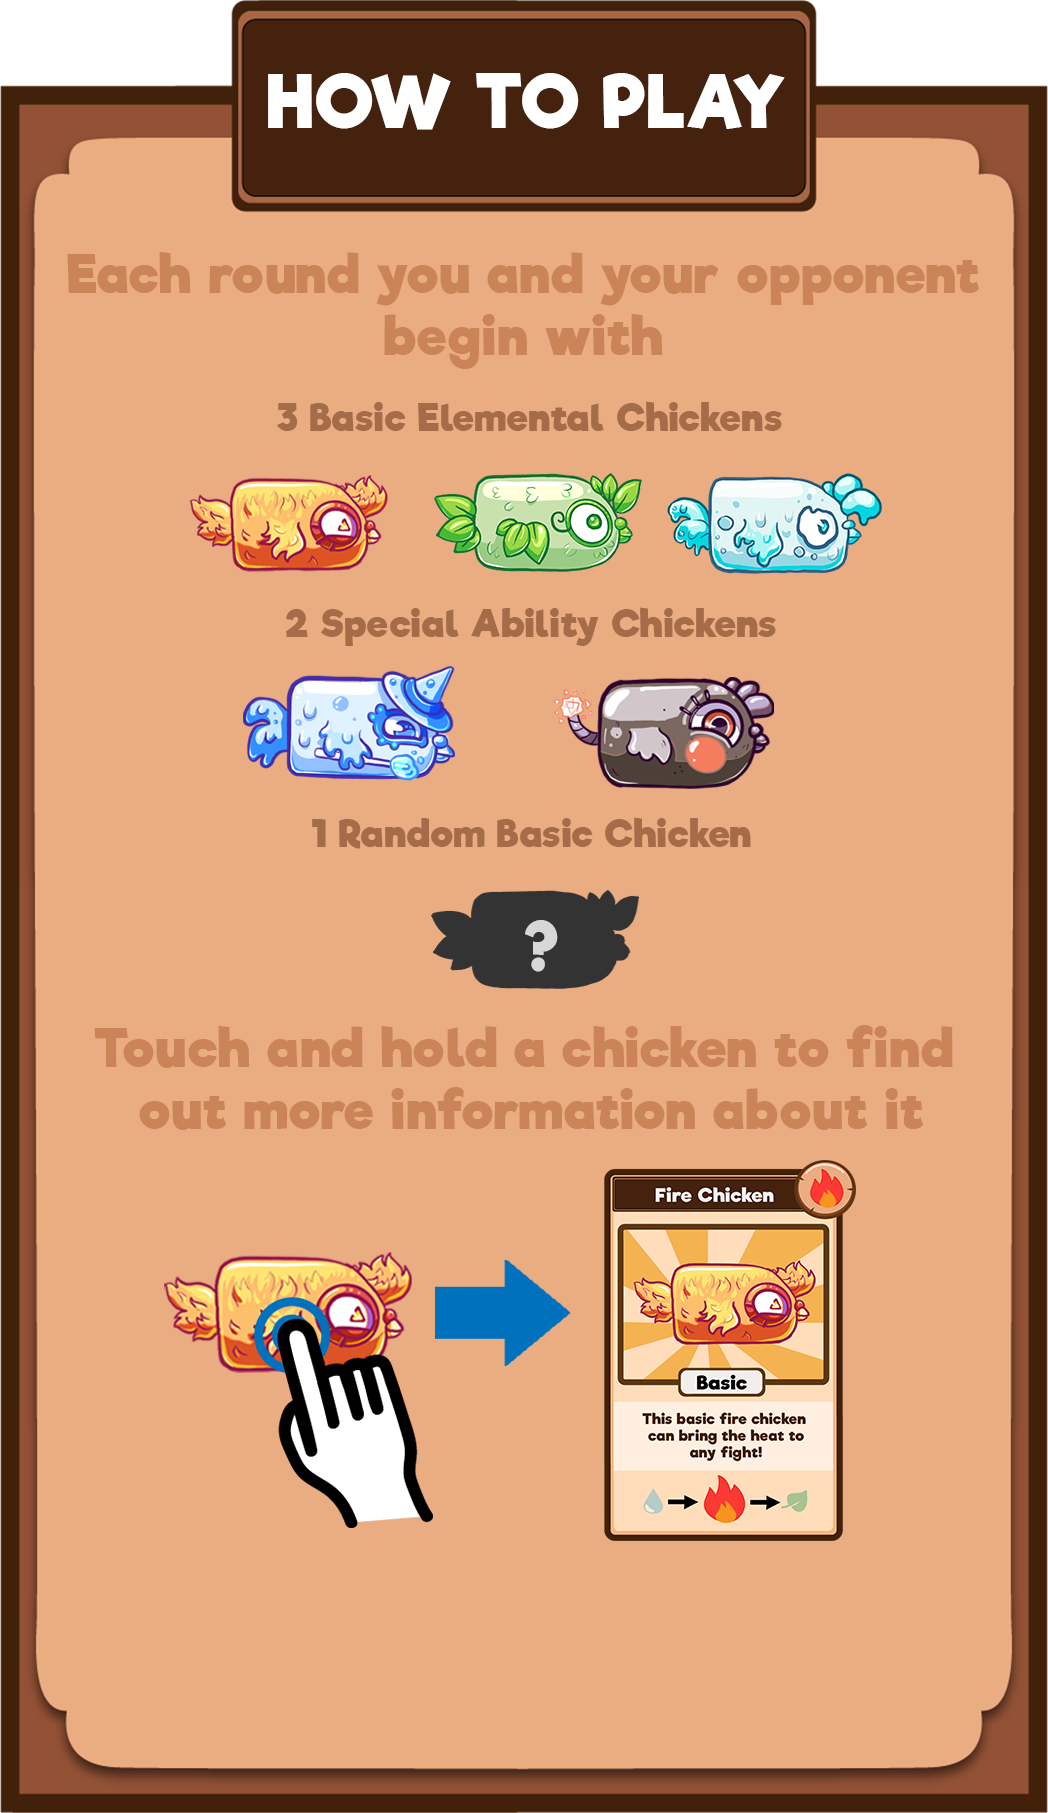 HOW TO PLAY
Each round you and your opponent
begin with
3 Basic Elemental Chickens
2 Special Ability Chickens
1 Random Basic Chicken
?
Touch and hold a chicken to find
out more information about it
Fire Chicken
Basic
This basic fire chicken
can bring the heat to
any fight!